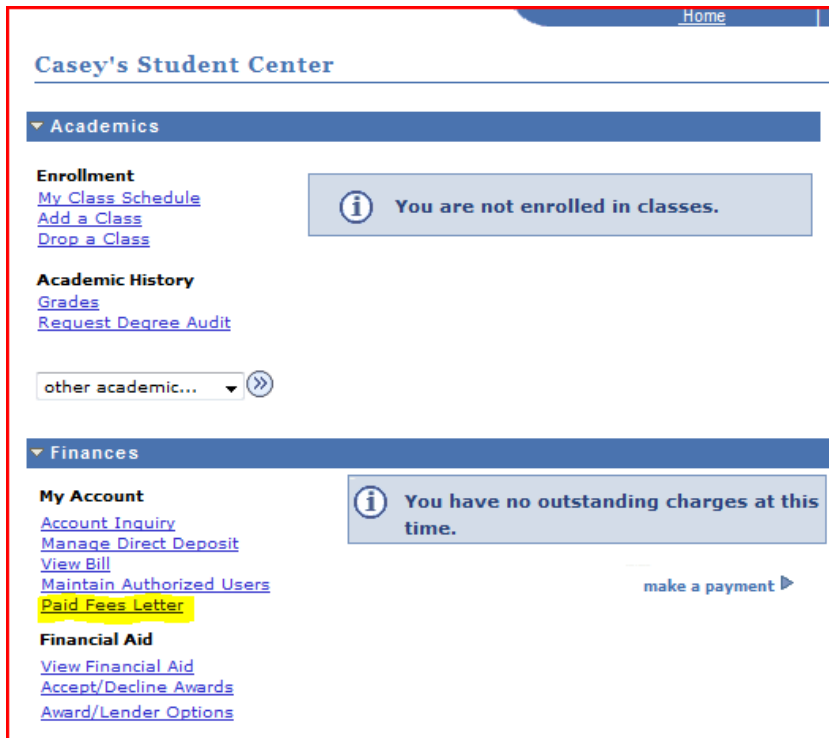 Home
Casey's Student Center
Academics
Enrollment
My Class Schedule
Add a Class
Drop a Class
You are not enrolled in classes.
Academic History
Grades
Request Degree Audit
other academic...
Finances
My Account
Account Inquiry
Manage Direct Deposit
View Bill
Maintain Authorized Users
Paid Fees Letter
You have no outstanding charges at this
time.
make a payment
Financial Aid
View Financial Aid
Accept/Decline Awards
Award/Lender Options